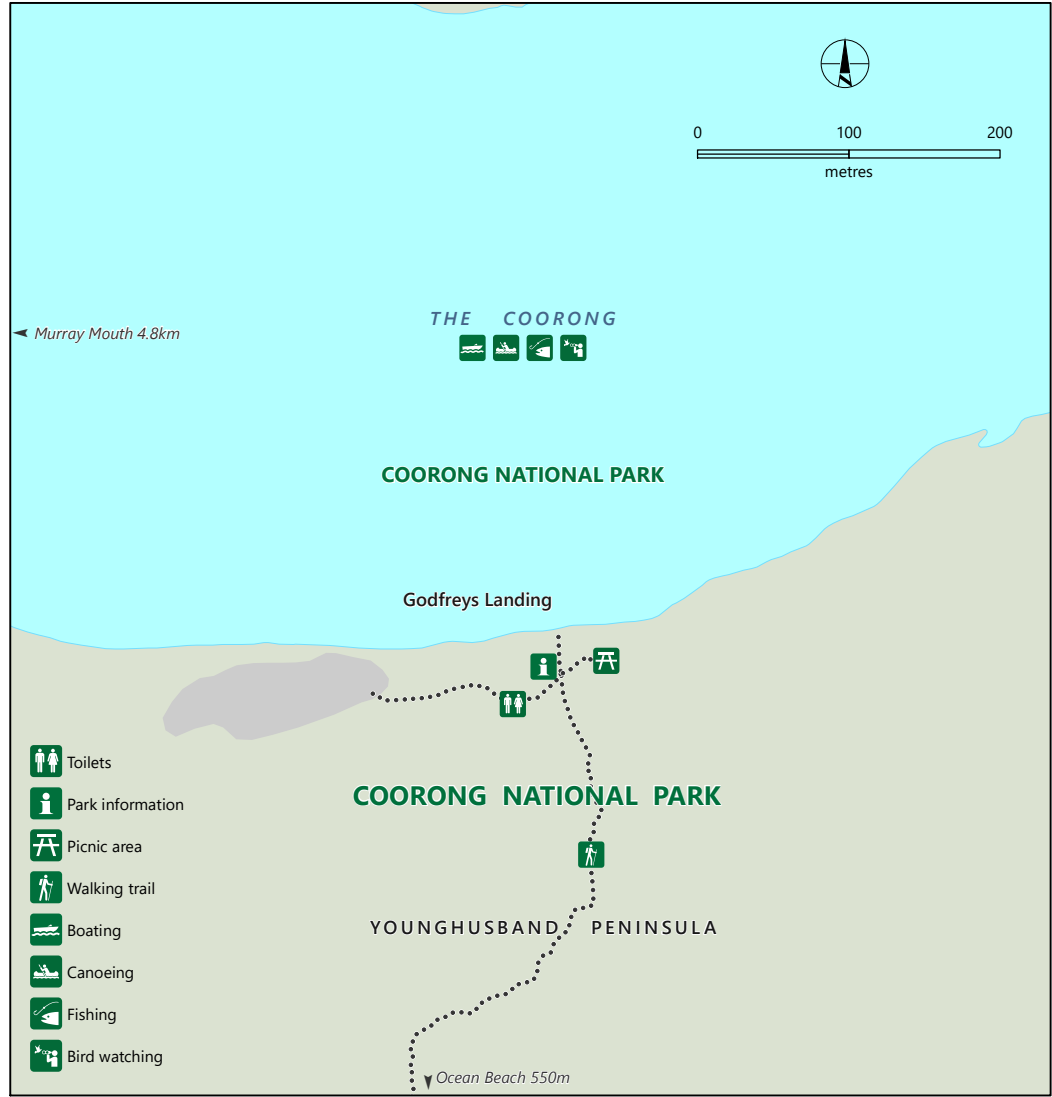 0 100 200
metres
THE COORONG
Murray Mouth 4.8km
COORONG NATIONAL PARK
Godfreys Landing
Toilets
Park information
Picnic area
Walking trail
Boating
Canoeing
Fishing
Bird watching
COORONG NATIONAL PARK
YOUNGHUSBAND PENINSULA
Ocean Beach 550m